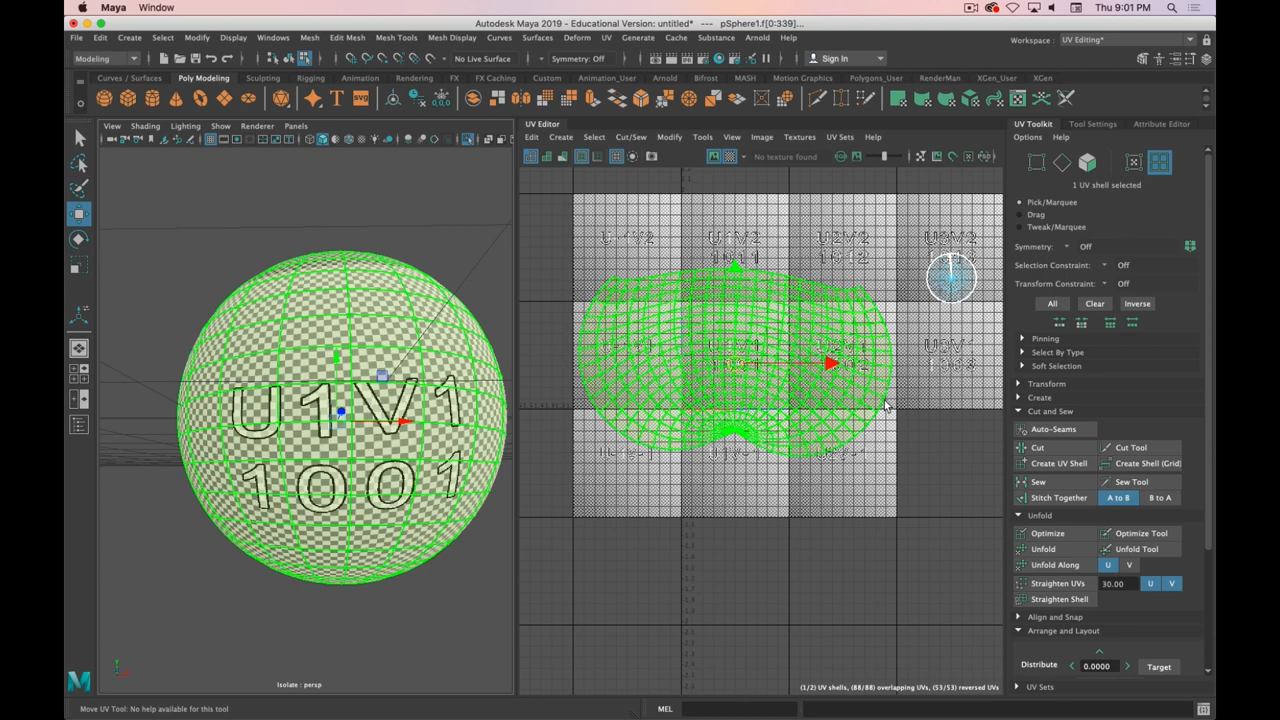 Maya Window Thu 9:01 PM
Autodesk Maya 2019 - Educational Version: untitled* --- pSphere1.f[0:339]...
File Edit Create Select Modify Display Windows Mesh Edit Mesh Mesh Tools Mesh Display Curves Surfaces Deform UV Generate Cache Substance Arnold Help Workspace : UV Editing*
Modeling No Live Surface Symmetry: Off Sign In
Curves / Surfaces Poly Modeling Sculpting Rigging Animation Rendering FX FX Caching Custom Animation_User Arnold Bifrost MASH Motion Graphics Polygons_User RenderMan XGen_User XGen
View Shading Lighting Show Renderer Panels
UV Editor
Edit Create Select Cut/Sew Modify Tools View Image Textures UV Sets Help
No texture found
UV Toolkit Tool Settings Attribute Editor
Options Help
1 UV shell selected
Pick/Marquee
Drag
Tweak/Marquee
Symmetry: Off
Selection Constraint: Off
Transform Constraint: Off
All Clear Inverse
Pinning
Select By Type
Soft Selection
Transform
Create
Cut and Sew
Auto-Seams
Cut Cut Tool
Create UV Shell Create Shell (Grid)
Sew Sew Tool
Stitch Together A to B B to A
Unfold
Optimize Optimize Tool
Unfold Unfold Tool
Unfold Along U V
Straighten UVs 30.00 U V
Straighten Shell
Align and Snap
Arrange and Layout
Distribute 0.0000 Target
UV Sets
U1V1
1001
U1V2
1011
U2V2
1012
U3V2
Isolate : persp
(1/2) UV shells, (88/88) overlapping UVs, (53/53) reversed UVs
Move UV Tool: No help available for this tool
MEL